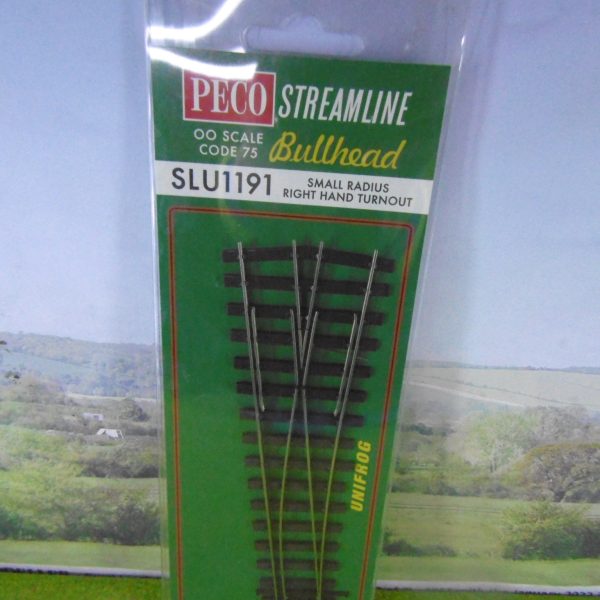 PECO STREAMLINE
OO SCALE
CODE 75 Bullhead
SLU1191 SMALL RADIUS
RIGHT HAND TURNOUT
UNIFROG